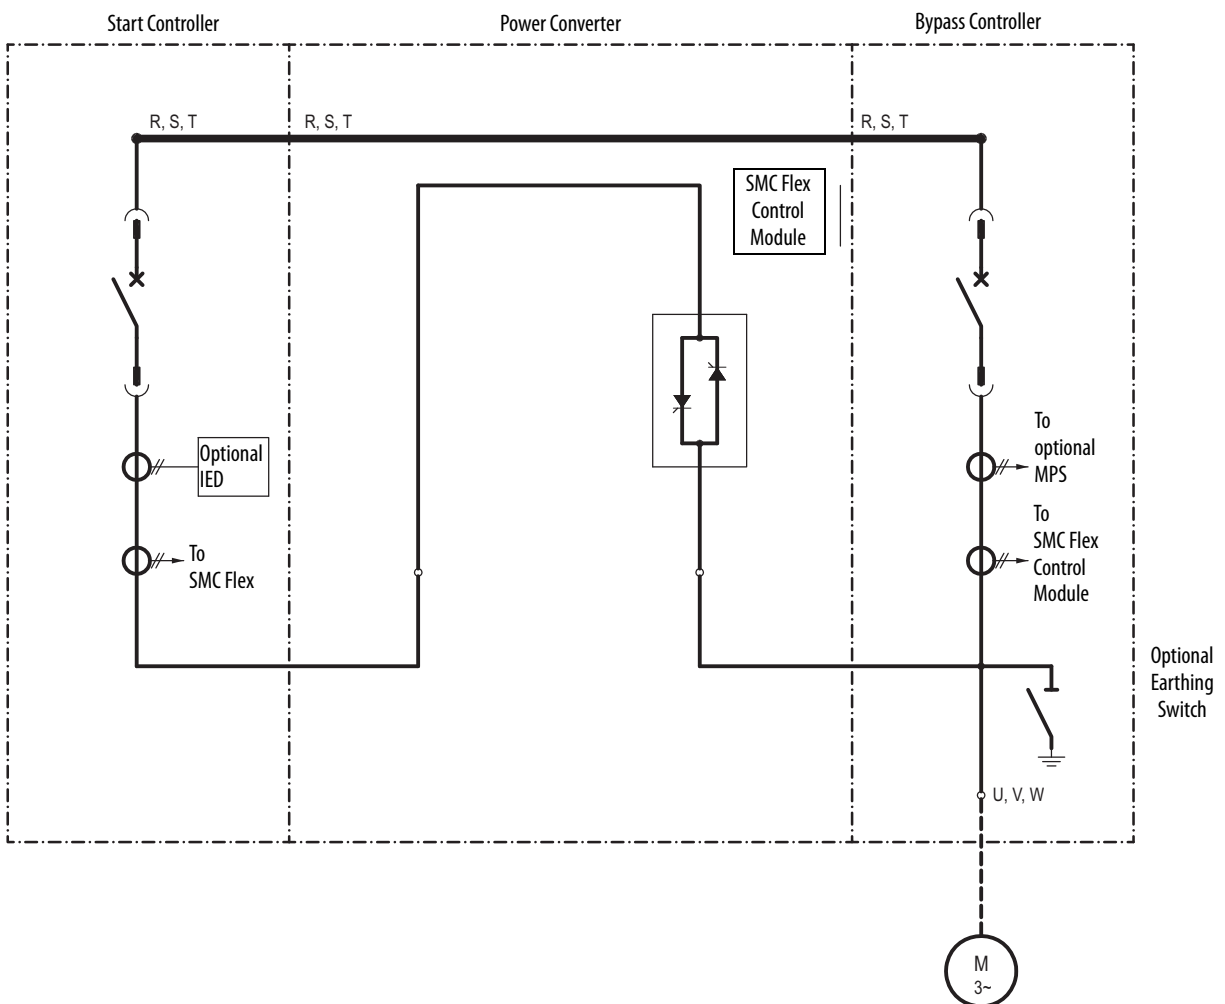 Start Controller
Power Converter
Bypass Controller
R, S, T
R, S, T
R, S, T
SMC Flex
Control
Module
Optional
IED
To
SMC Flex
To
optional
MPS
To
SMC Flex
Control
Module
Optional
Earthing
Switch
U, V, W
M
3~